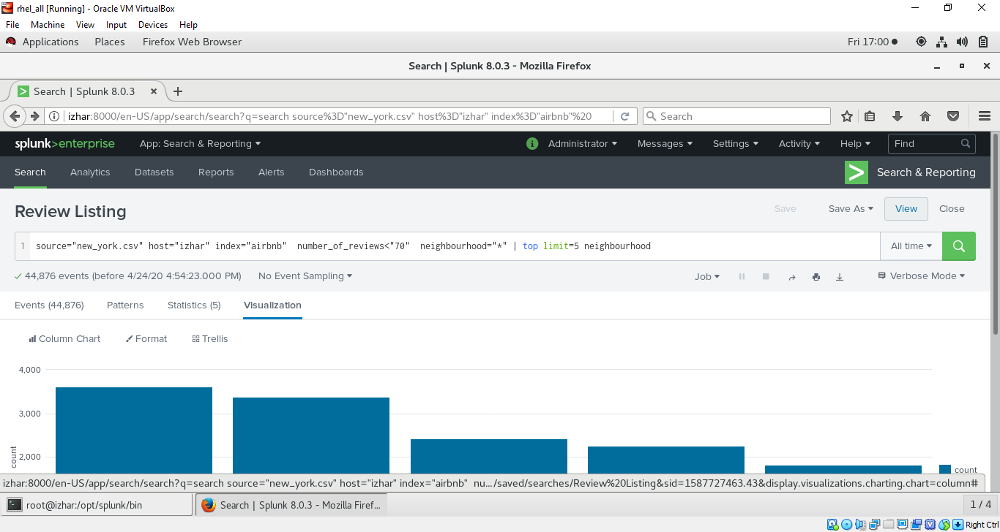 rhel_all [Running] - Oracle VM VirtualBox
File Machine View Input Devices Help
Applications Places Firefox Web Browser Fri 17:00
Search | Splunk 8.0.3 - Mozilla Firefox
Search | Splunk 8.0.3
izhar:8000/en-US/app/search/search?q=search source%3D"new_york.csv" host%3D"izhar" index%3D"airbnb"%20 Search
splunk>enterprise App: Search & Reporting i Administrator Messages Settings Activity Help Find
Search Analytics Datasets Reports Alerts Dashboards Search & Reporting
Review Listing Save Save As View Close
1 source="new_york.csv" host="izhar" index="airbnb"  number_of_reviews<"70"  neighbourhood="*" | top limit=5 neighbourhood All time
44,876 events (before 4/24/20 4:54:23.000 PM) No Event Sampling Job Verbose Mode
Events (44,876) Patterns Statistics (5) Visualization
Column Chart Format Trellis
4,000
3,000
2,000
count
count
izhar:8000/en-US/app/search/search?q=search source="new_york.csv" host="izhar" index="airbnb"  nu…/saved/searches/Review%20Listing&sid=1587727463.43&display.visualizations.charting.chart=column#
root@izhar:/opt/splunk/bin Search | Splunk 8.0.3 - Mozilla Firef... 1 / 4
Right Ctrl